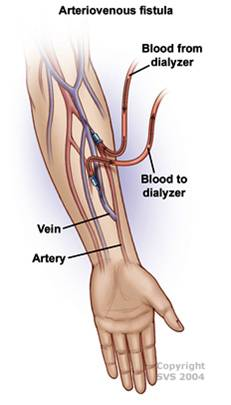 Arteriovenous fistula
Blood from
dialyzer
Blood to
dialyzer
Vein
Artery
Copyright
SVS 2004